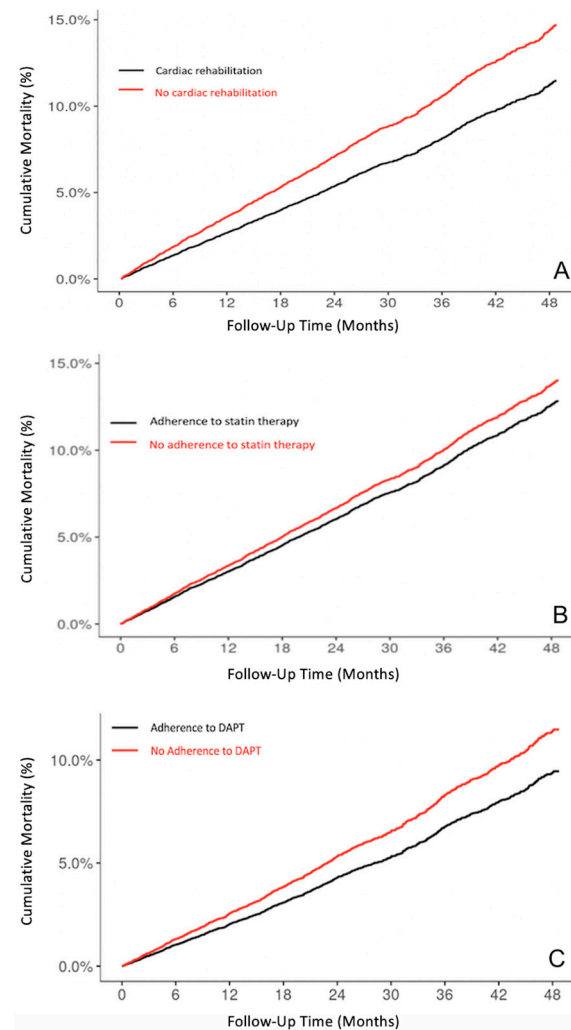 15.0%
10.0%
5.0%
0.0%
Cumulative Mortality (%)
Cardiac rehabilitation
No cardiac rehabilitation
A
0 6 12 18 24 30 36 42 48
Follow-Up Time (Months)
15.0%
10.0%
5.0%
0.0%
Cumulative Mortality (%)
Adherence to statin therapy
No adherence to statin therapy
B
0 6 12 18 24 30 36 42 48
Follow-Up Time (Months)
10.0%
5.0%
0.0%
Cumulative Mortality (%)
Adherence to DAPT
No Adherence to DAPT
C
0 6 12 18 24 30 36 42 48
Follow-Up Time (Months)